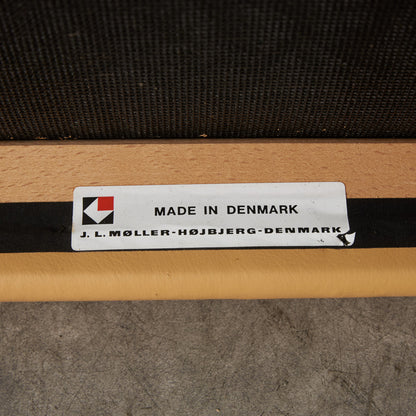 MADE IN DENMARK
J. L. MØLLER-HØJBJERG-DENMARK